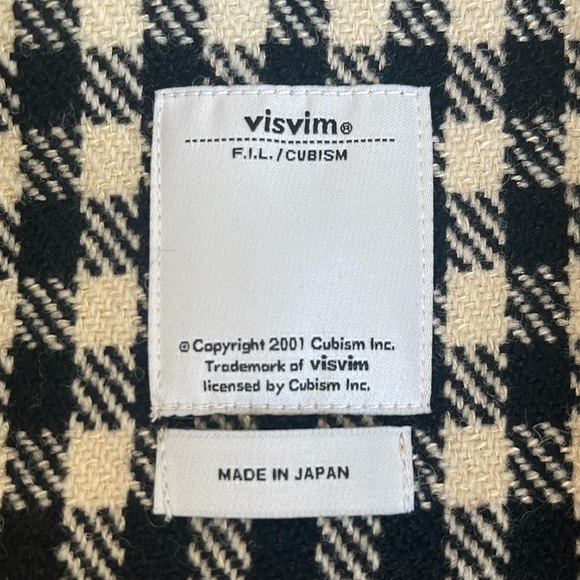 visvim®
F.I.L./CUBISM
© Copyright 2001 Cubism Inc.
Trademark of visvim
licensed by Cubism Inc.
MADE IN JAPAN